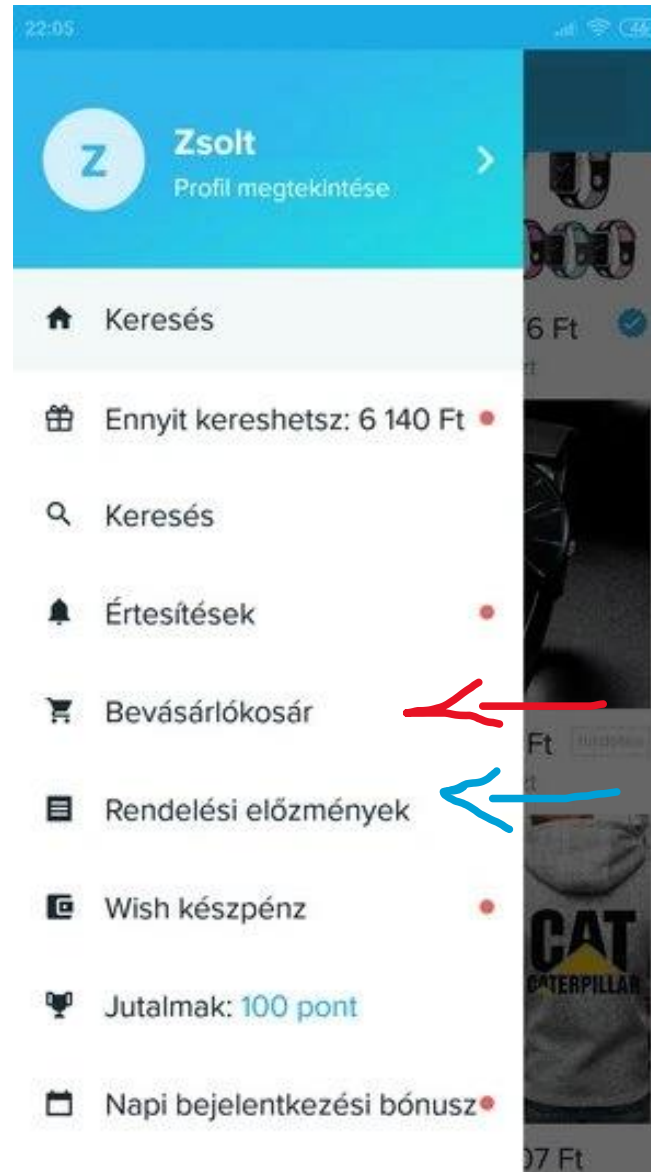 22:05
Z
Zsolt
Profil megtekintése
Keresés
6 Ft
Ennyit kereshetsz: 6 140 Ft
Keresés
Értesítések
Bevásárlókosár
Ft
Rendelési előzmények
Wish készpénz
CAT
CATERPILLAR
Jutalmak: 100 pont
Napi bejelentkezési bónusz
07 Ft